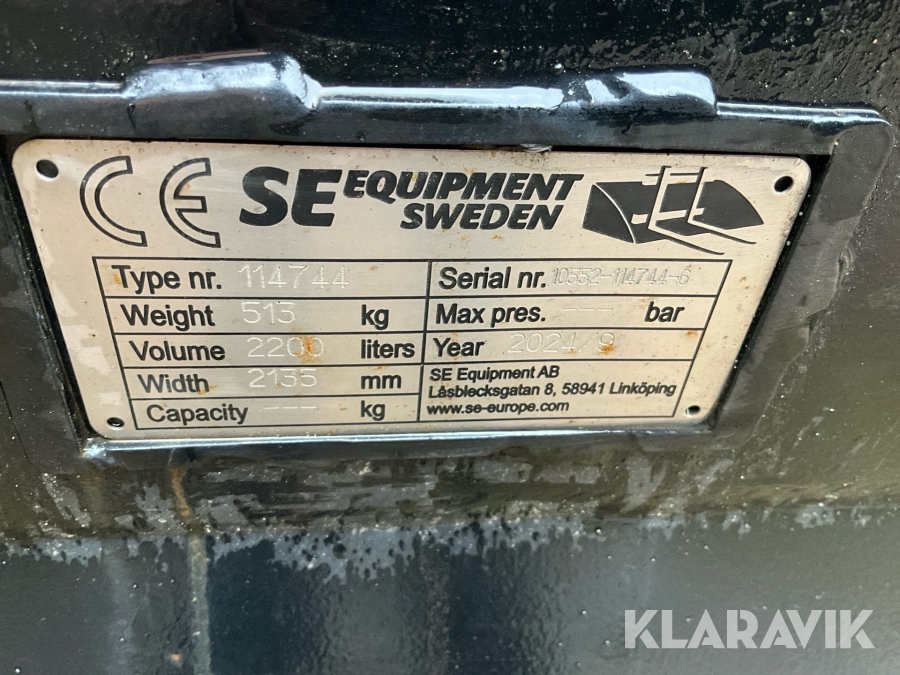 CE SE EQUIPMENT
SWEDEN
Type nr. 114744 Serial nr. 10552-114744-6
Weight 513 kg Max pres. --- bar
Volume 2200 liters Year 2024/9
Width 2135 mm SE Equipment AB
Låsblecksgatan 8, 58941 Linköping
Capacity --- kg www.se-europe.com
KLARAVIK